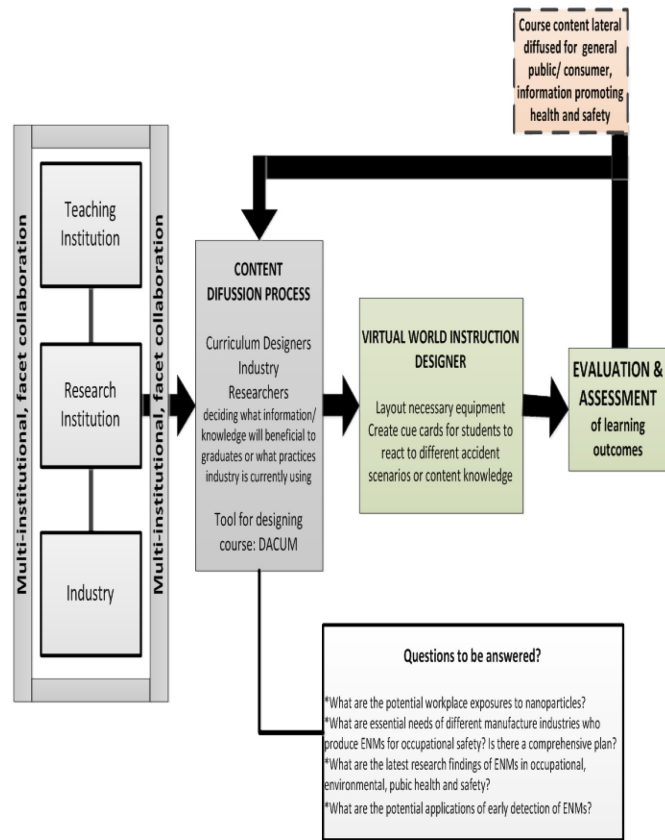 Course content lateral
diffused for general
public/ consumer,
information promoting
health and safety
Multi-institutional, facet collaboration
Teaching
Institution
Research
Institution
Industry
Multi-institutional, facet collaboration
CONTENT
DIFUSSION PROCESS
Curriculum Designers
Industry
Researchers
deciding what information/
knowledge will beneficial to
graduates or what practices
industry is currently using
Tool for designing
course: DACUM
VIRTUAL WORLD INSTRUCTION
DESIGNER
Layout necessary equipment
Create cue cards for students to
react to different accident
scenarios or content knowledge
EVALUATION &
ASSESSMENT
of learning
outcomes
Questions to be answered?
*What are the potential workplace exposures to nanoparticles?
*What are essential needs of different manufacture industries who
produce ENMs for occupational safety? Is there a comprehensive plan?
*What are the latest research findings of ENMs in occupational,
environmental, pubic health and safety?
*What are the potential applications of early detection of ENMs?